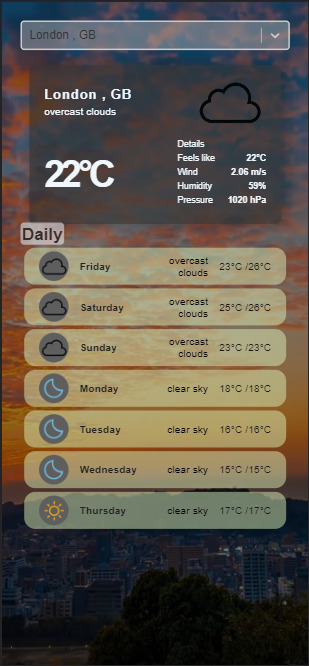 London , GB
London , GB
overcast clouds
22°C
Details
Feels like 22°C
Wind 2.06 m/s
Humidity 59%
Pressure 1020 hPa
Daily
Friday overcast clouds 23°C /26°C
Saturday overcast clouds 25°C /26°C
Sunday overcast clouds 23°C /23°C
Monday clear sky 18°C /18°C
Tuesday clear sky 16°C /16°C
Wednesday clear sky 15°C /15°C
Thursday clear sky 17°C /17°C